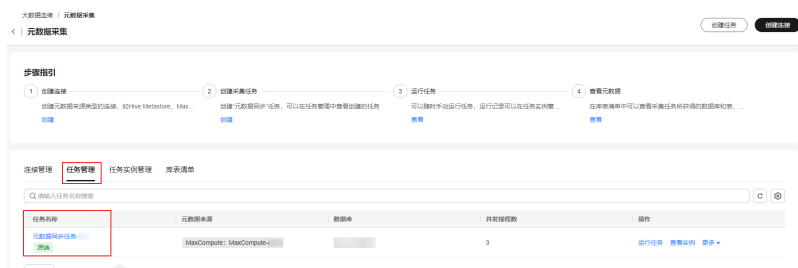 大数据迁移 / 元数据采集
< | 元数据采集
创建任务 创建连接
步骤指引
1 创建连接 2 创建采集任务 3 运行任务 4 查看元数据
创建元数据来源类型的连接，如Hive Metastore、Max... 创建“元数据同步”任务，可以在任务管理中查看创建的任务 可以随时手动运行任务，运行记录可以在任务实例管... 在库表清单中可以查看采集任务所获得的数据库和表，...
创建 创建 查看 查看
连接管理 任务管理 任务实例管理 库表清单
请输入任务名称搜索
任务名称 元数据来源 数据库 并发线程数 操作
元数据同步任务- MaxCompute：MaxCompute-( 3 运行任务 查看实例 更多
源端